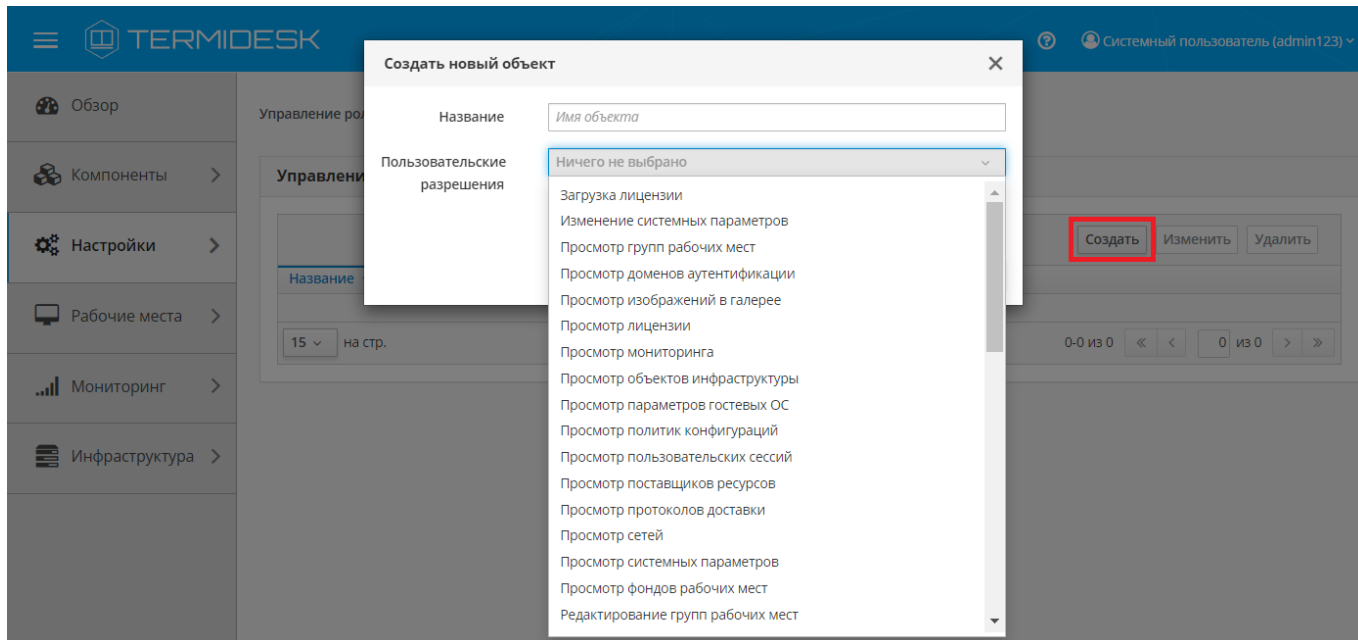 TERMIDESK
Системный пользователь (admin123)
Создать новый объект
Обзор
Управление рол
Название
Имя объекта
Пользовательские разрешения
Ничего не выбрано
Компоненты
Управлени
Загрузка лицензии
Изменение системных параметров
Настройки
Просмотр групп рабочих мест
Создать Изменить Удалить
Просмотр доменов аутентификации
Название
Просмотр изображений в галерее
Рабочие места
Просмотр лицензии
15 на стр.
0-0 из 0 « < 0 из 0 > »
Просмотр мониторинга
Просмотр объектов инфраструктуры
Мониторинг
Просмотр параметров гостевых ОС
Просмотр политик конфигураций
Инфраструктура
Просмотр пользовательских сессий
Просмотр поставщиков ресурсов
Просмотр протоколов доставки
Просмотр сетей
Просмотр системных параметров
Просмотр фондов рабочих мест
Редактирование групп рабочих мест